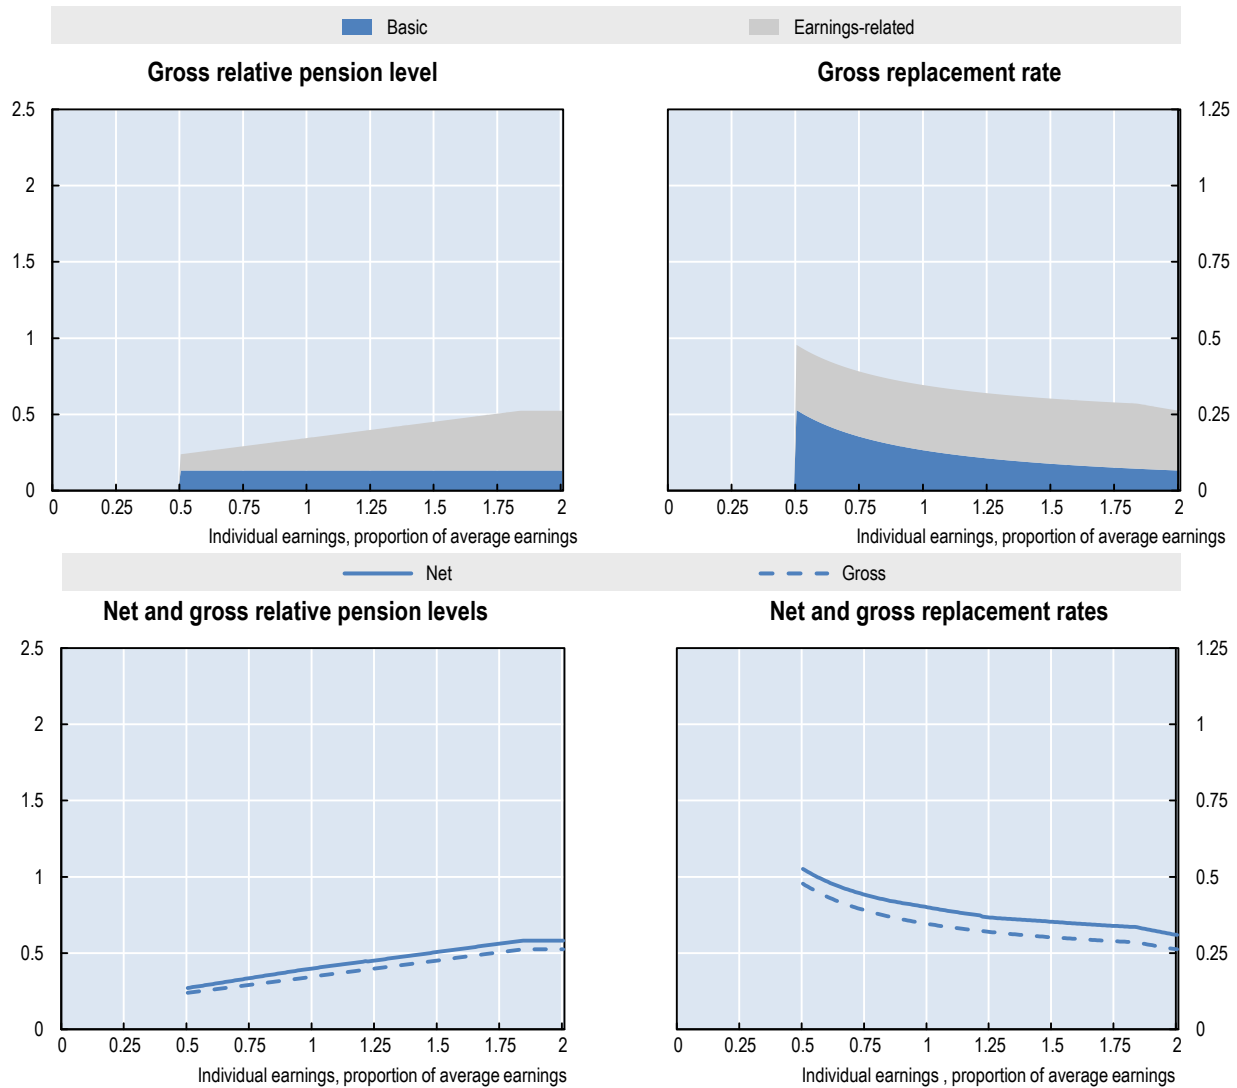 Basic Earnings-related
Gross relative pension level Gross replacement rate
2.5 1.25
2 1
1.5 0.75
1 0.5
0.5 0.25
0 0
0 0.25 0.5 0.75 1 1.25 1.5 1.75 2 0 0.25 0.5 0.75 1 1.25 1.5 1.75 2
Individual earnings, proportion of average earnings Individual earnings, proportion of average earnings
Net Gross
Net and gross relative pension levels Net and gross replacement rates
2.5 1.25
2 1
1.5 0.75
1 0.5
0.5 0.25
0 0
0 0.25 0.5 0.75 1 1.25 1.5 1.75 2 0 0.25 0.5 0.75 1 1.25 1.5 1.75 2
Individual earnings, proportion of average earnings Individual earnings , proportion of average earnings